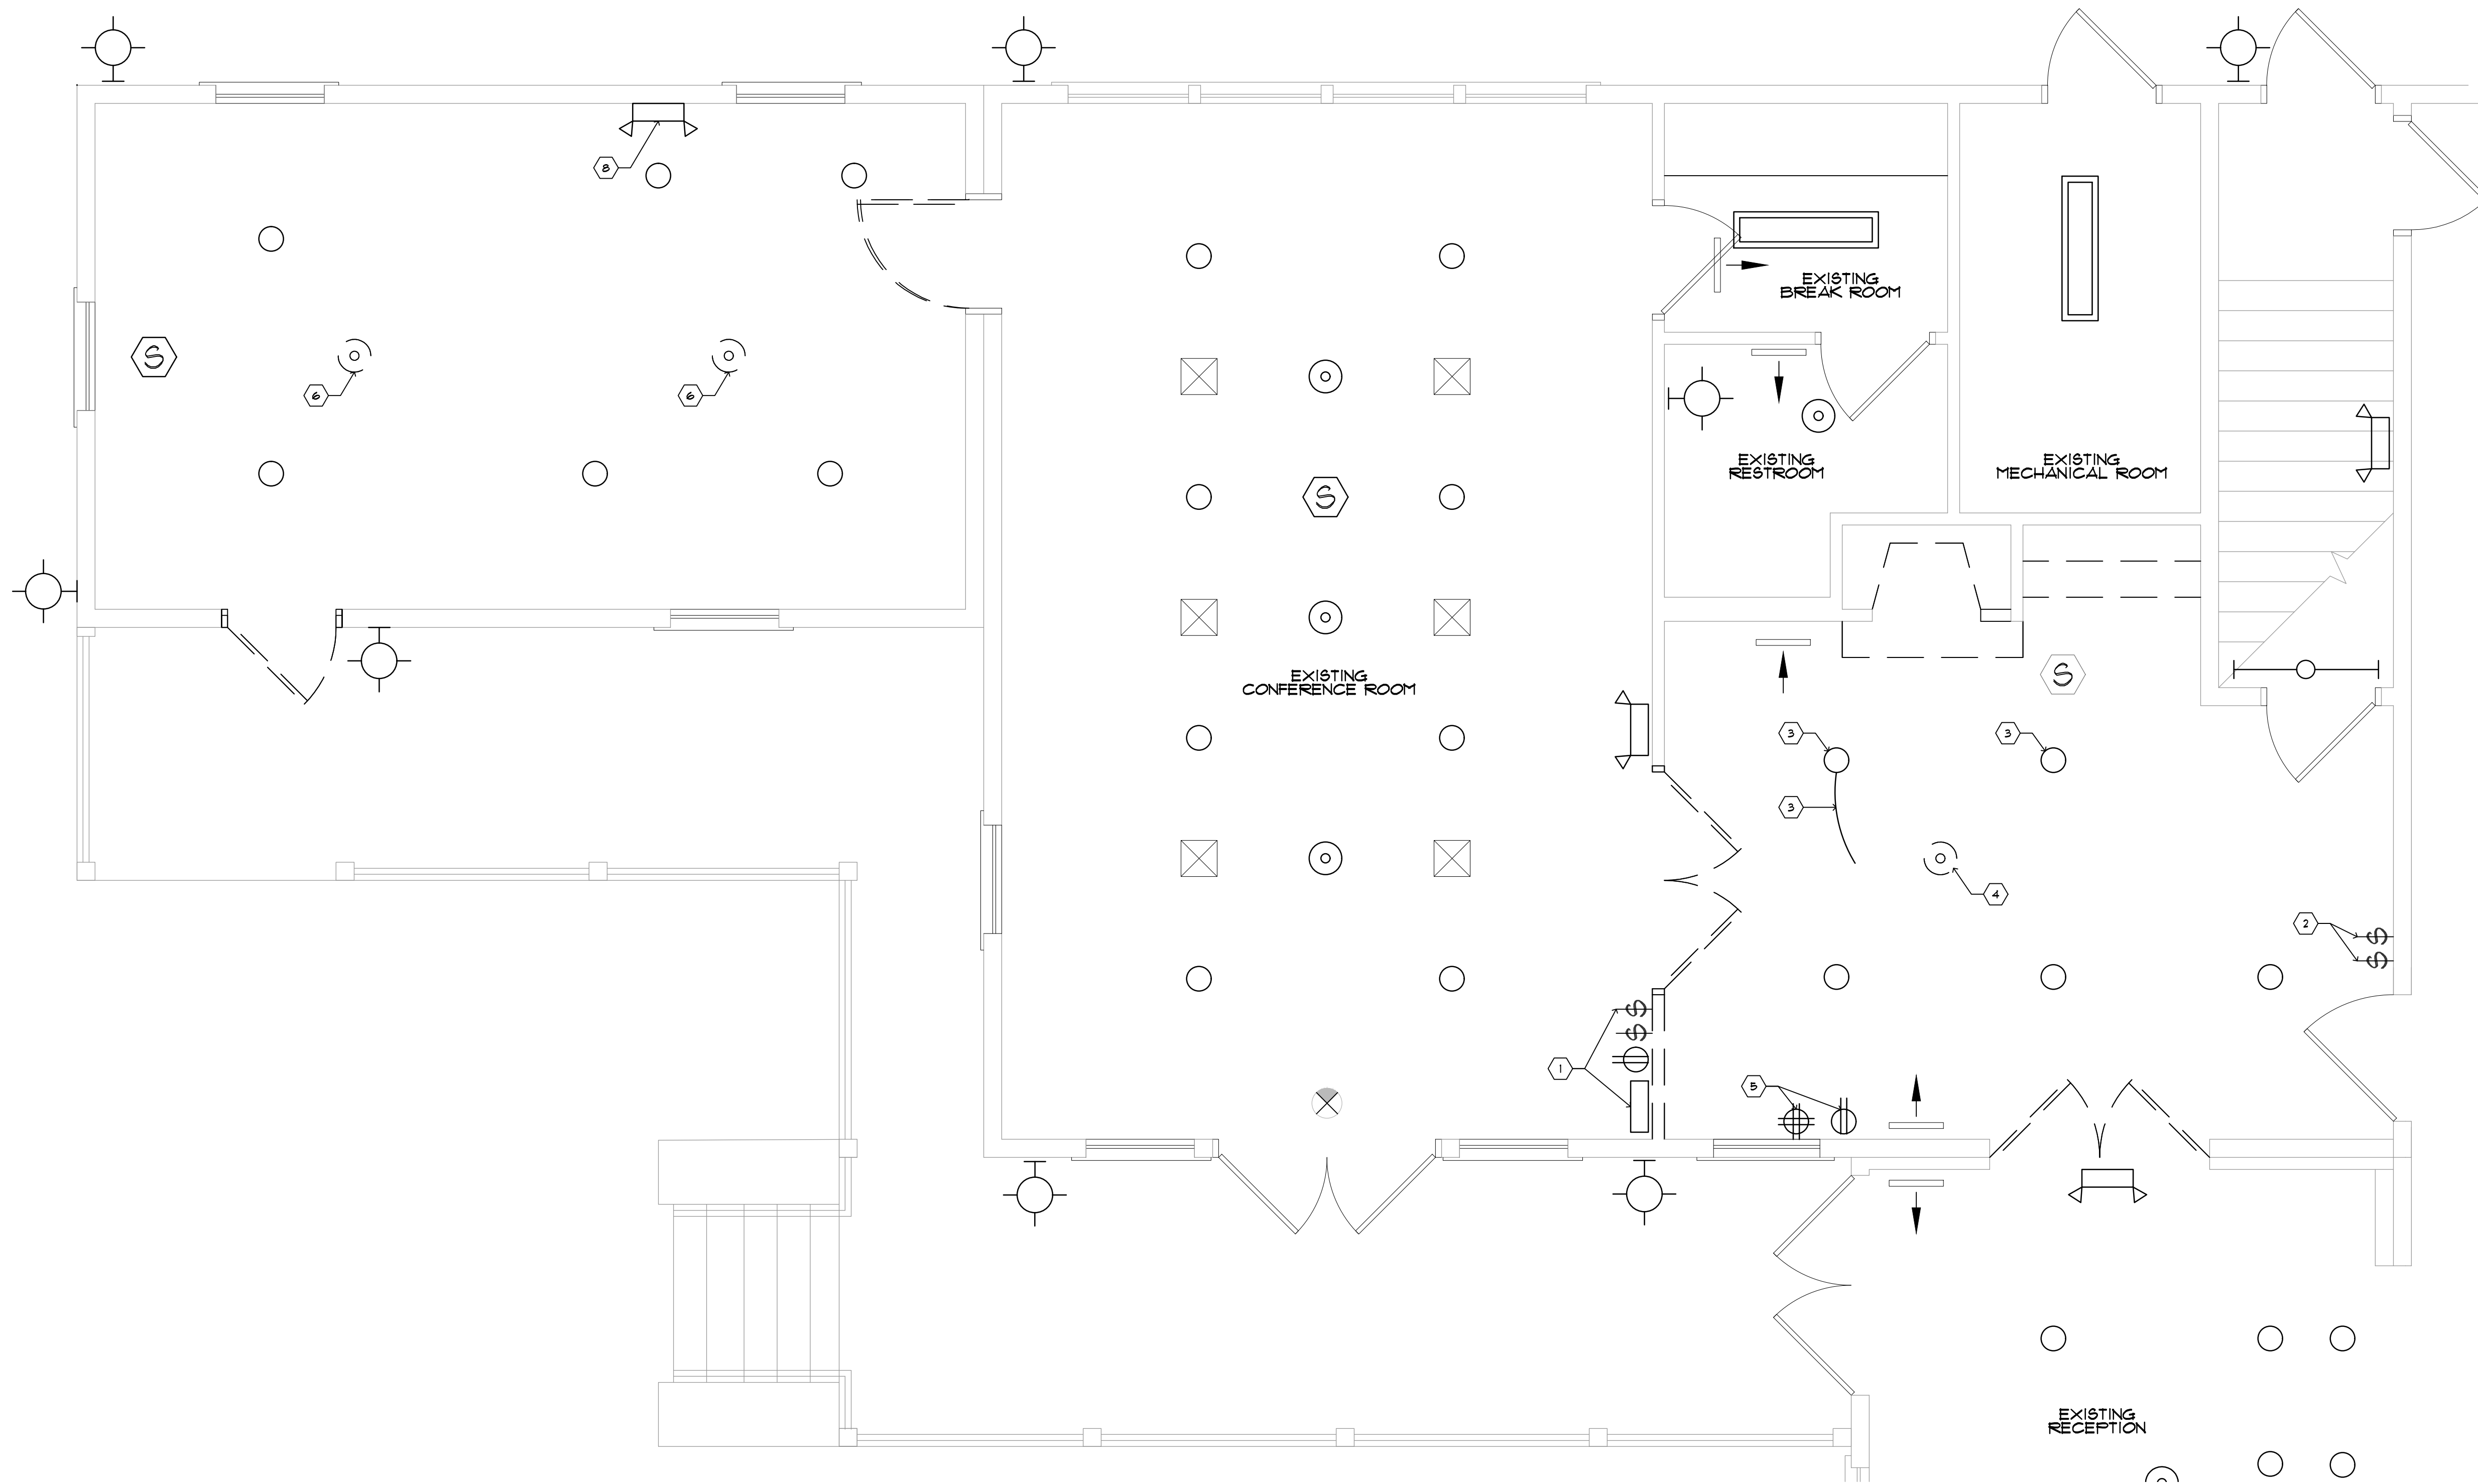 8
EXISTING
BREAK ROOM
S
6
6
EXISTING
RESTROOM
EXISTING
MECHANICAL ROOM
S
EXISTING
CONFERENCE ROOM
S
3
3
3
4
2
S
S
S
S
1
5
EXISTING
RECEPTION